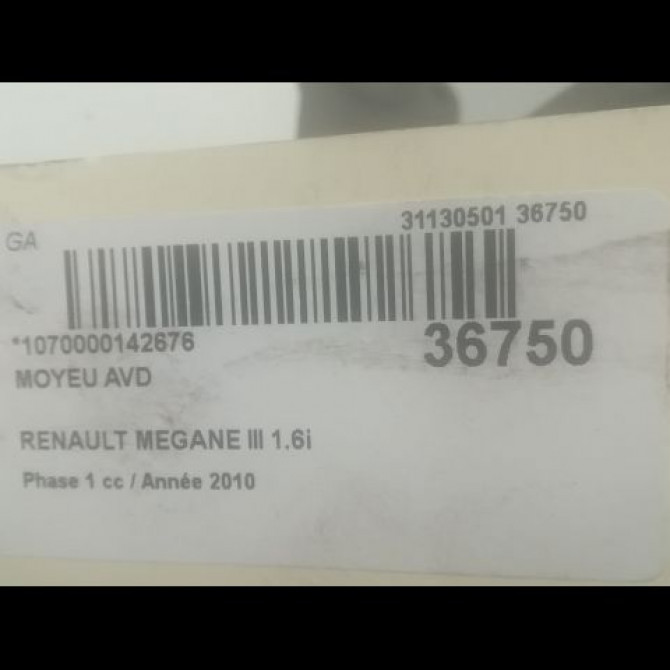 GA
31130501 36750
*1070000142676
36750
MOYEU AVD
RENAULT MEGANE III 1.6i
Phase 1 cc / Année 2010